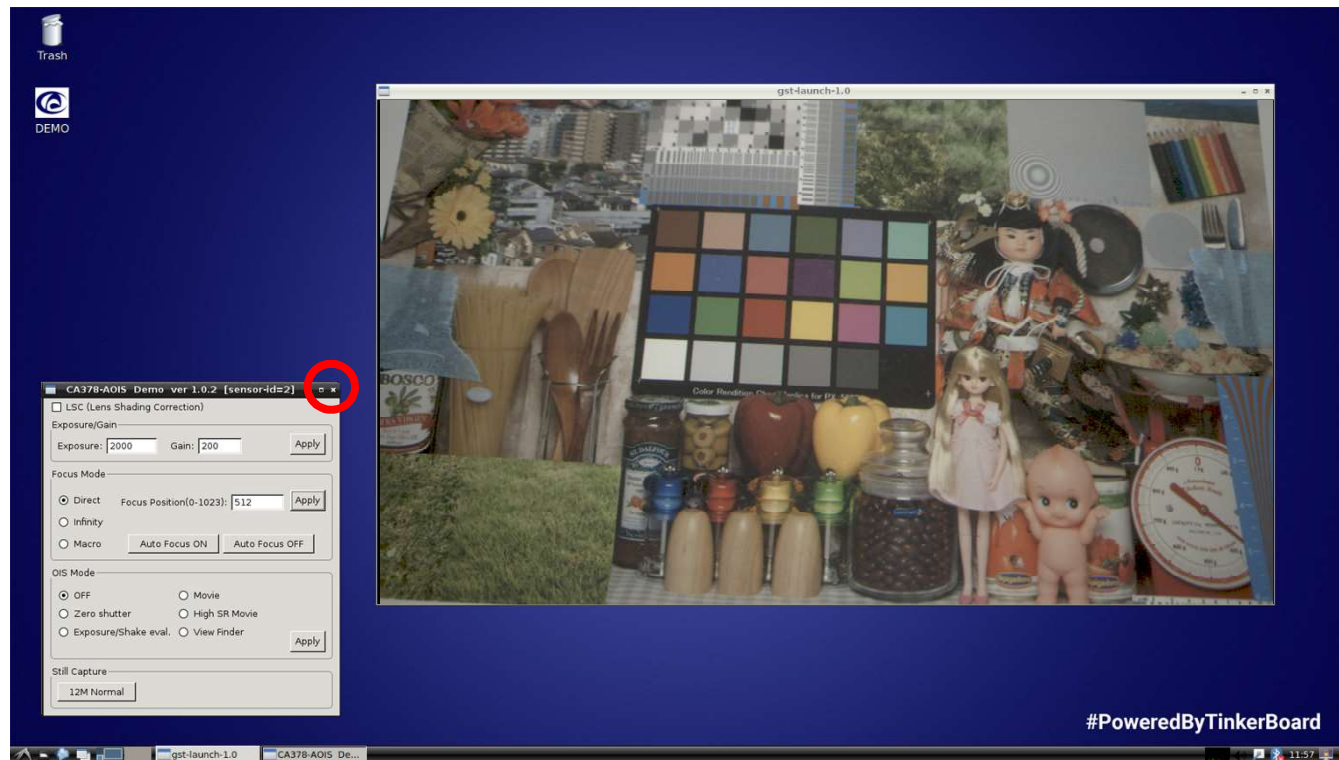 Trash
DEMO
gst-launch-1.0
BOSCO
Color Rendition
CA378-AOIS Demo ver 1.0.2 [sensor-id=2]
LSC (Lens Shading Correction)
Exposure/Gain
Exposure: 2000 Gain: 200 Apply
Focus Mode
Direct Focus Position(0-1023): 512 Apply
Infinity
Macro Auto Focus ON Auto Focus OFF
OIS Mode
OFF Movie
Zero shutter High SR Movie
Exposure/Shake eval. View Finder
Apply
Still Capture
12M Normal
#PoweredByTinkerBoard
gst-launch-1.0 CA378-AOIS De... 11:57